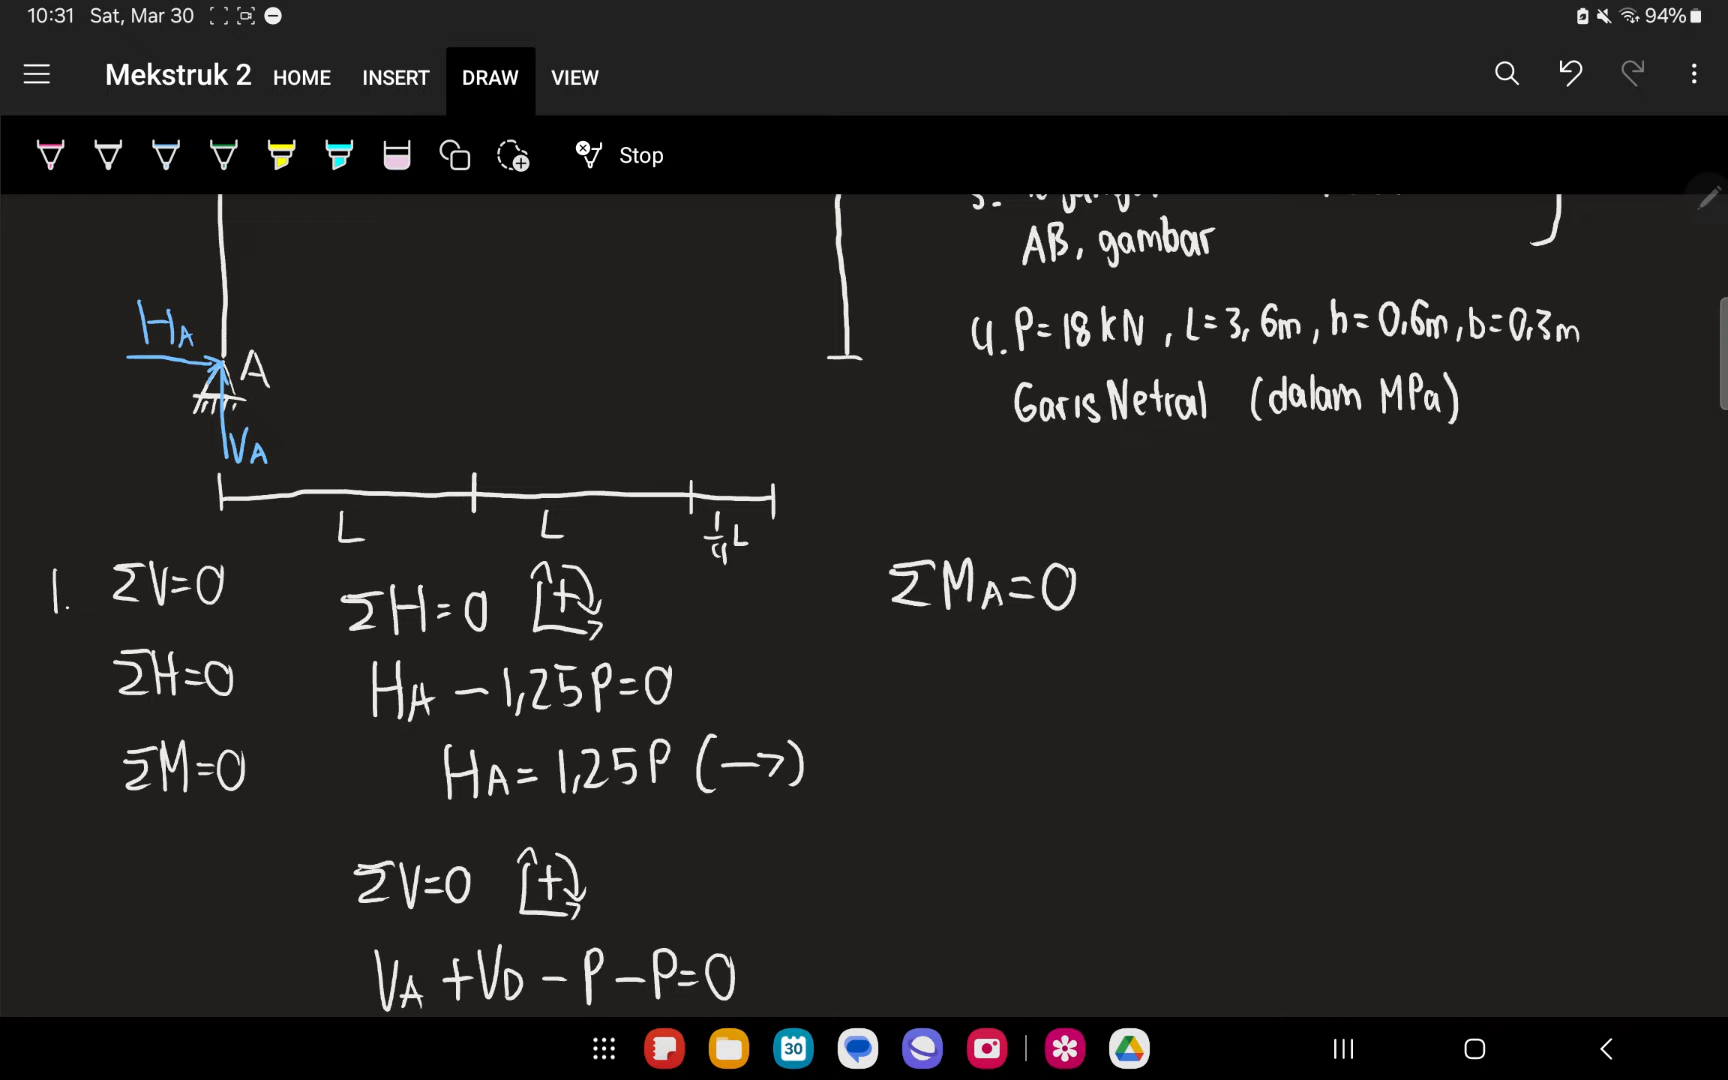 10:31 Sat, Mar 30
94%
Mekstruk 2 HOME INSERT DRAW VIEW
Stop
AB, gambar
4. P = 18 kN , L = 3,6m , h = 0,6m, b = 0,3m
Garis Netral (dalam MPa)
HA
A
VA
L L 1/4 L
1. ΣV=0
ΣH=0
ΣM=0
ΣH=0 +
HA − 1,25P=0
HA = 1,25P (→)
ΣV=0 +
VA + VD − P − P=0
ΣMA=0
30